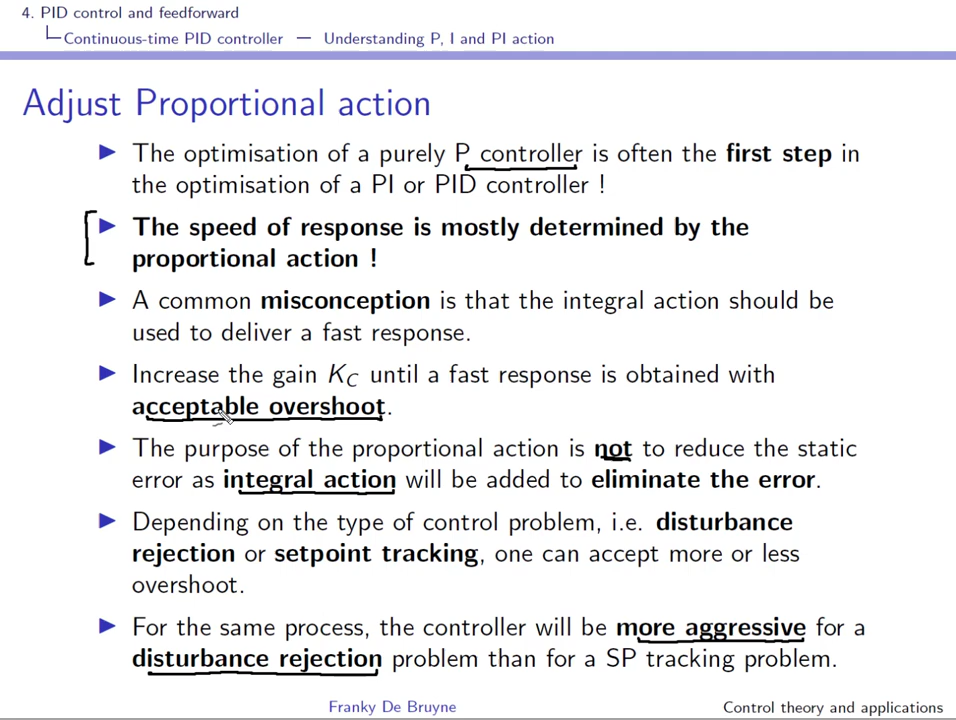 4. PID control and feedforward
Continuous-time PID controller — Understanding P, I and PI action
Adjust Proportional action
The optimisation of a purely P controller is often the first step in
the optimisation of a PI or PID controller !
The speed of response is mostly determined by the
proportional action !
A common misconception is that the integral action should be
used to deliver a fast response.
Increase the gain K_C until a fast response is obtained with
acceptable overshoot.
The purpose of the proportional action is not to reduce the static
error as integral action will be added to eliminate the error.
Depending on the type of control problem, i.e. disturbance
rejection or setpoint tracking, one can accept more or less
overshoot.
For the same process, the controller will be more aggressive for a
disturbance rejection problem than for a SP tracking problem.
Franky De Bruyne Control theory and applications